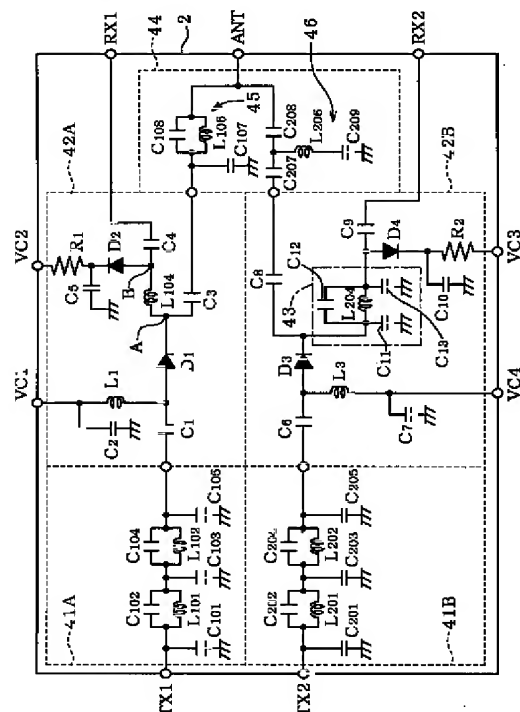 RX1
2
ANT
RX2
44
46
45
42A
C108
L106
C107
C208
L206
C209
C207
42B
VC2
R1
D2
C5
C4
B
L104
A
C3
C8
C9
C12
D4
R2
VC3
C10
43
L204
C13
C11
VC1
L1
C2
D1
C1
D3
L3
C6
C7
VC4
C104
C105
L102
C103
C102
L101
C101
41A
C204
C205
L202
C203
C202
L201
C201
41B
TX1
TX2